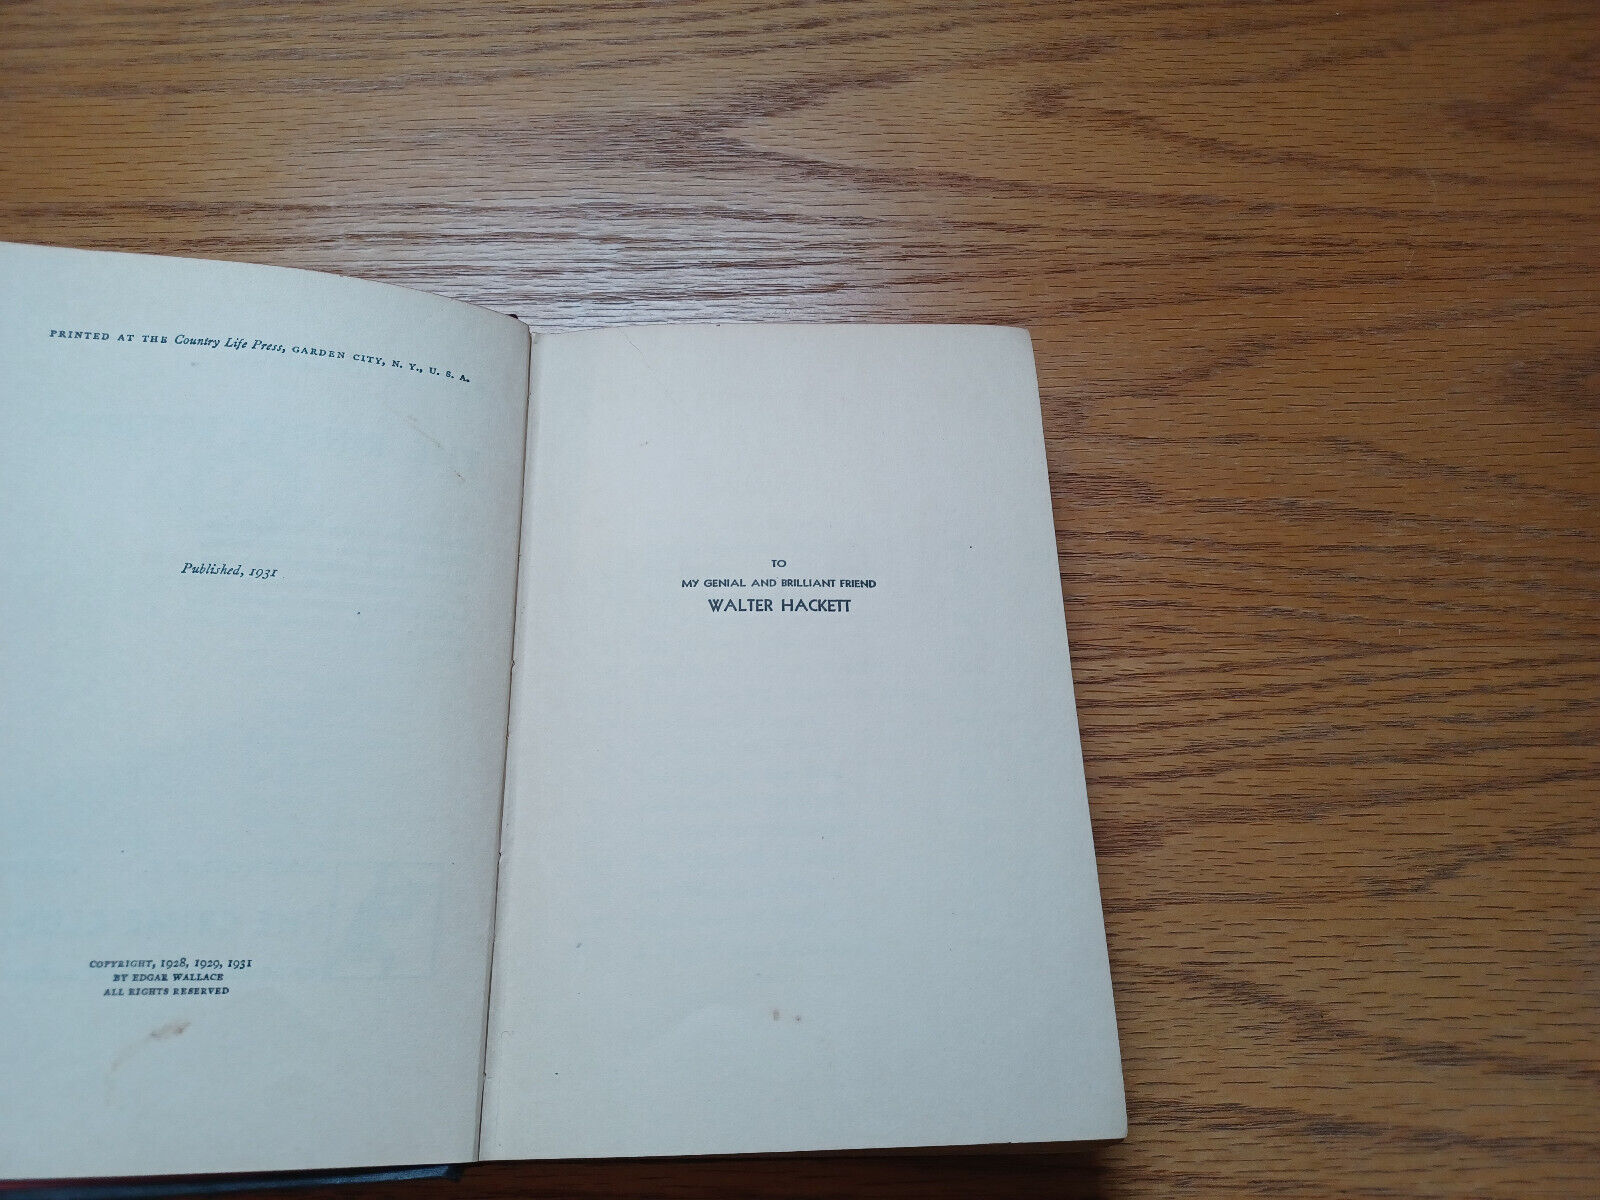 PRINTED AT THE Country Life Press, GARDEN CITY, N. Y., U. S. A.
Published, 1931
COPYRIGHT, 1928, 1929, 1931
BY EDGAR WALLACE
ALL RIGHTS RESERVED
TO
MY GENIAL AND BRILLIANT FRIEND
WALTER HACKETT